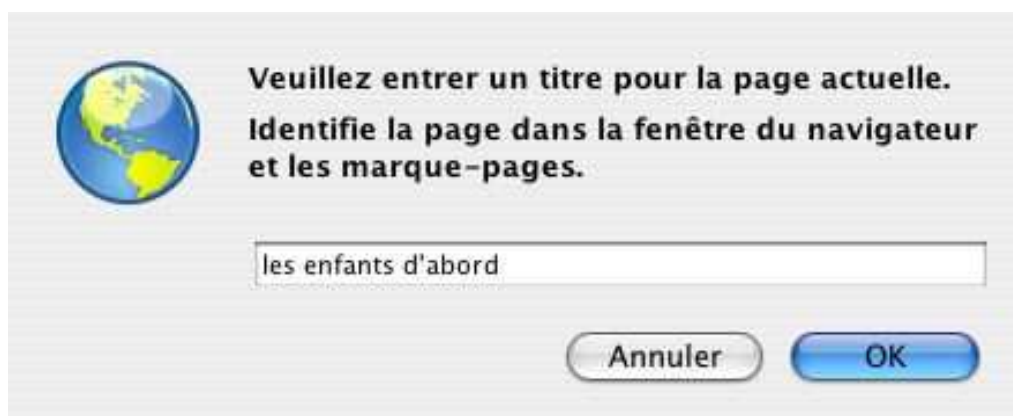 Veuillez entrer un titre pour la page actuelle.
Identifie la page dans la fenêtre du navigateur
et les marque-pages.
les enfants d'abord
Annuler
OK